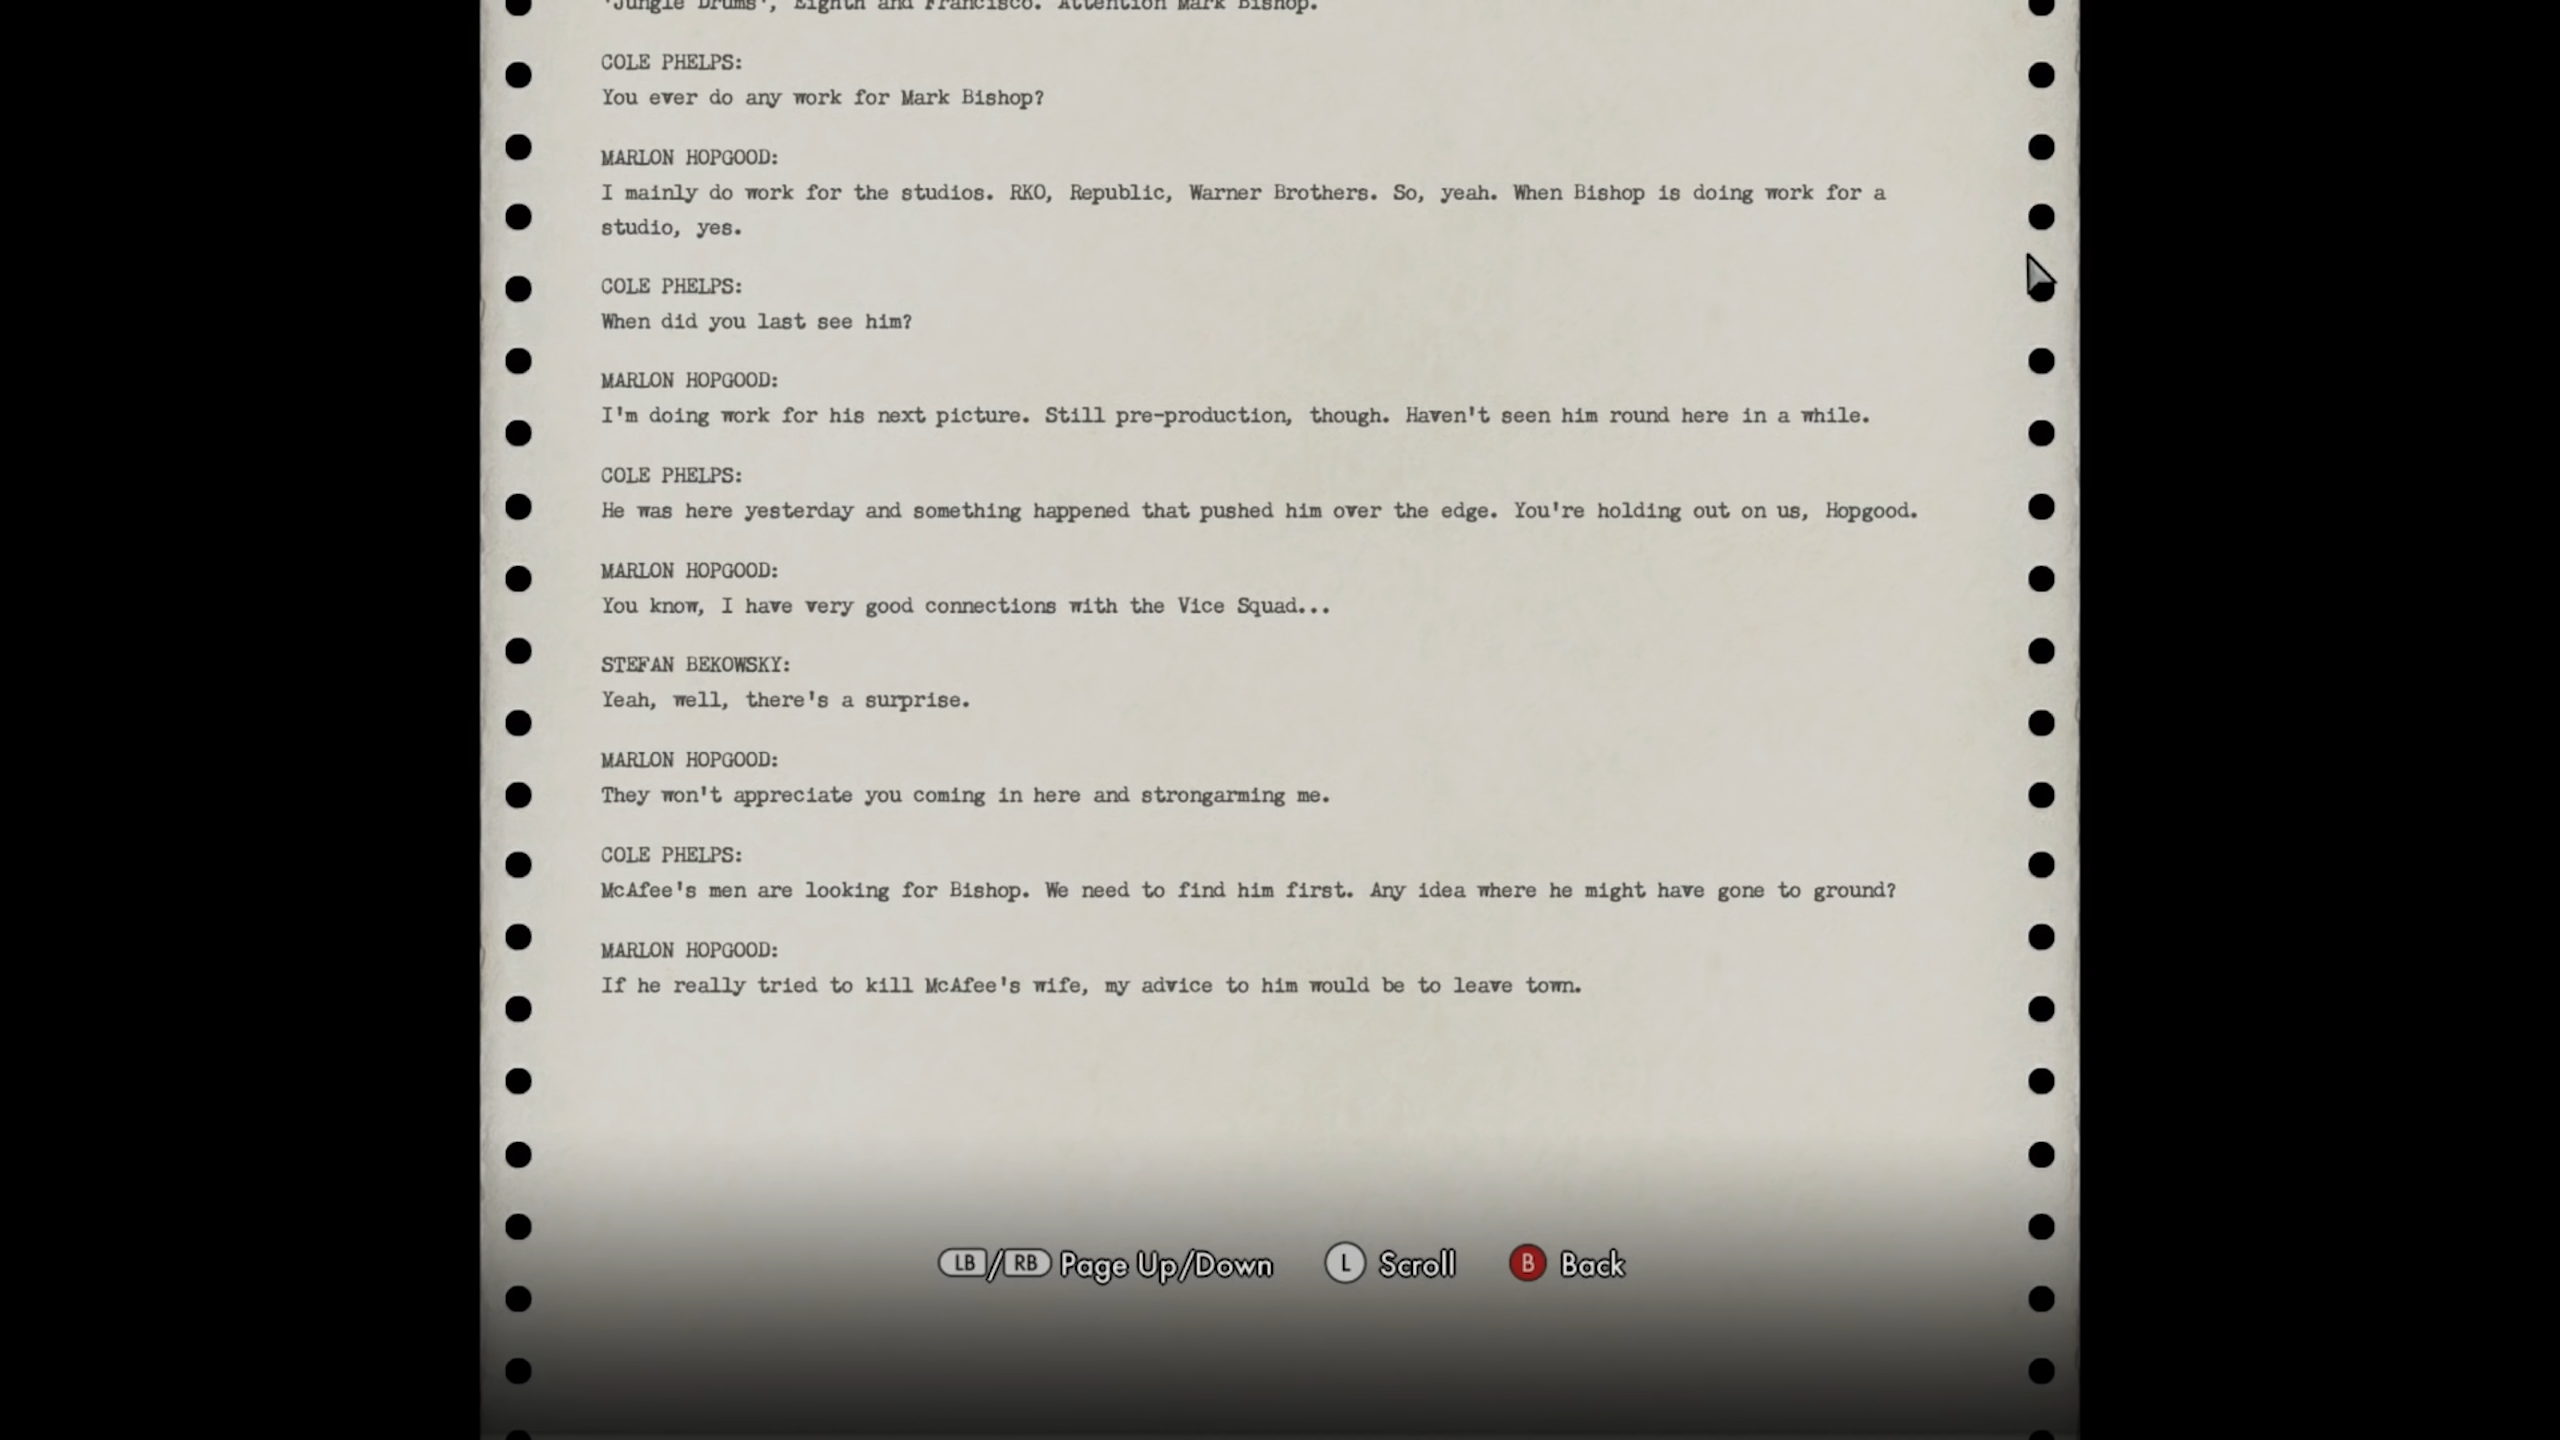 'Jungle Drums', Eighth and Francisco. Attention Mark Bishop.
COLE PHELPS:
You ever do any work for Mark Bishop?
MARLON HOPGOOD:
I mainly do work for the studios. RKO, Republic, Warner Brothers. So, yeah. When Bishop is doing work for a
studio, yes.
COLE PHELPS:
When did you last see him?
MARLON HOPGOOD:
I'm doing work for his next picture. Still pre-production, though. Haven't seen him round here in a while.
COLE PHELPS:
He was here yesterday and something happened that pushed him over the edge. You're holding out on us, Hopgood.
MARLON HOPGOOD:
You know, I have very good connections with the Vice Squad...
STEFAN BEKOWSKY:
Yeah, well, there's a surprise.
MARLON HOPGOOD:
They won't appreciate you coming in here and strongarming me.
COLE PHELPS:
McAfee's men are looking for Bishop. We need to find him first. Any idea where he might have gone to ground?
MARLON HOPGOOD:
If he really tried to kill McAfee's wife, my advice to him would be to leave town.
LB/RB Page Up/Down L Scroll B Back